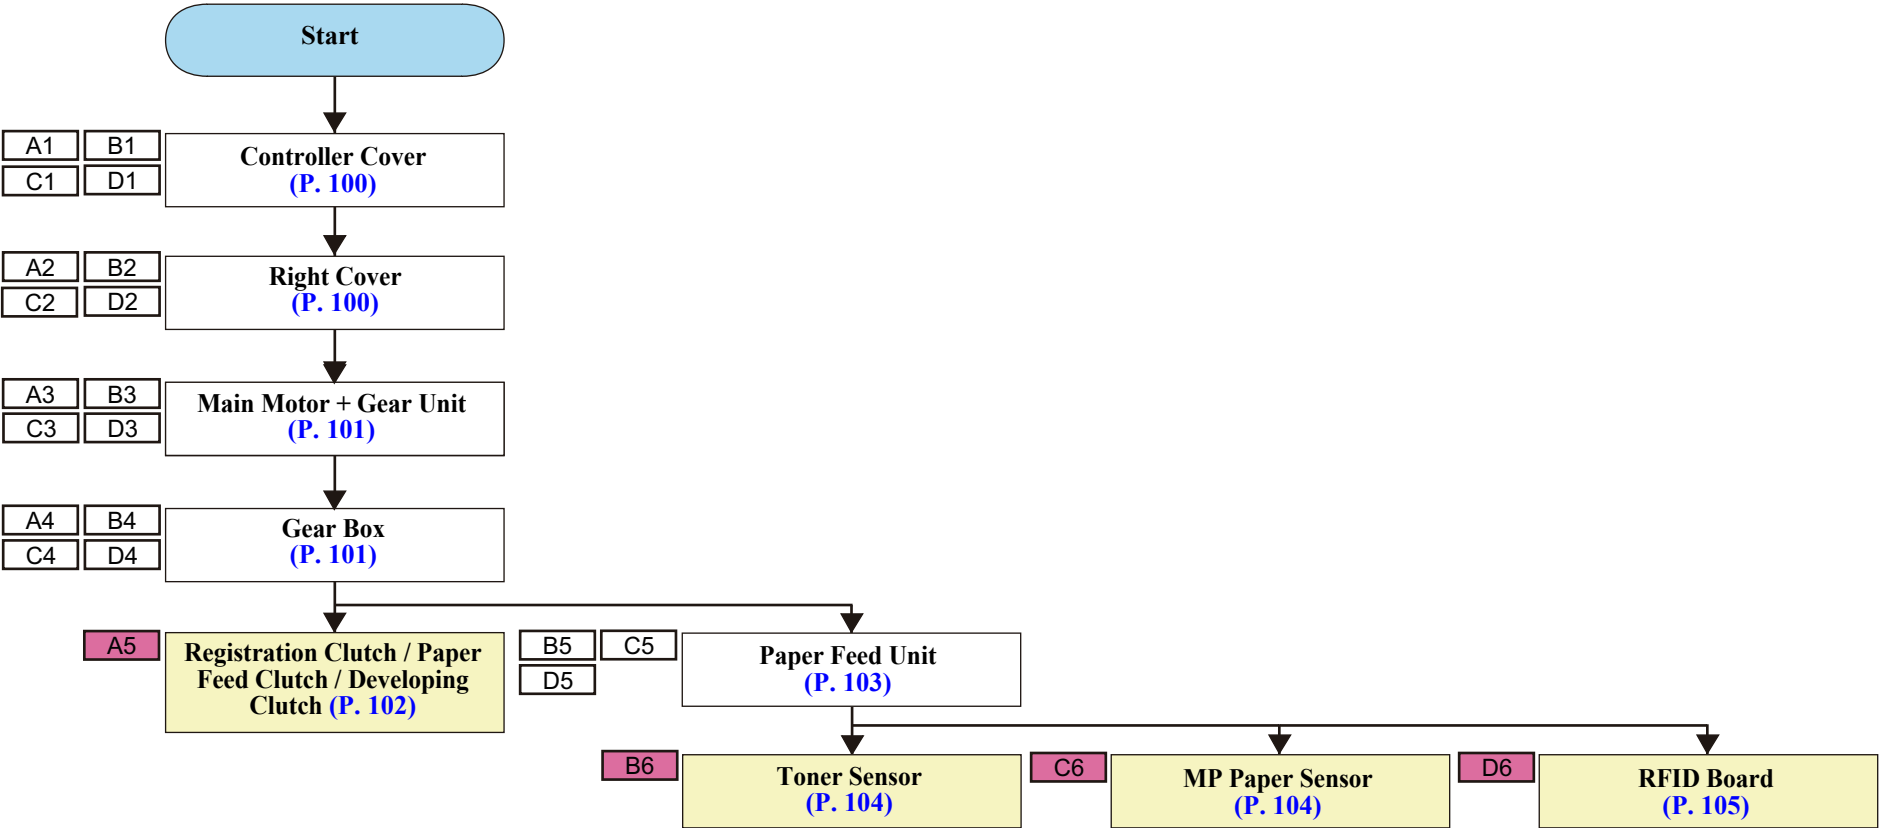 Start
A1 B1
C1 D1
Controller Cover
(P. 100)
A2 B2
C2 D2
Right Cover
(P. 100)
A3 B3
C3 D3
Main Motor + Gear Unit
(P. 101)
A4 B4
C4 D4
Gear Box
(P. 101)
A5
Registration Clutch / Paper
Feed Clutch / Developing
Clutch (P. 102)
B5 C5
D5
Paper Feed Unit
(P. 103)
B6
Toner Sensor
(P. 104)
C6
MP Paper Sensor
(P. 104)
D6
RFID Board
(P. 105)